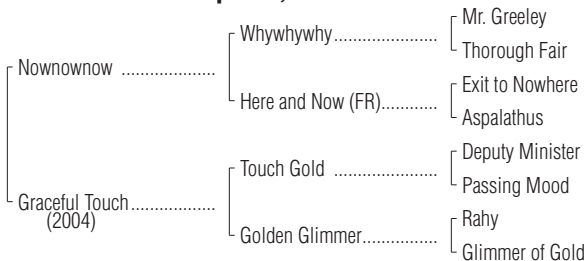 Mr. Greeley
Whywhywhy
Thorough Fair
Nownownow
Exit to Nowhere
Here and Now (FR)
Aspalathus
Deputy Minister
Touch Gold
Passing Mood
Graceful Touch
(2004)
Rahy
Golden Glimmer
Glimmer of Gold